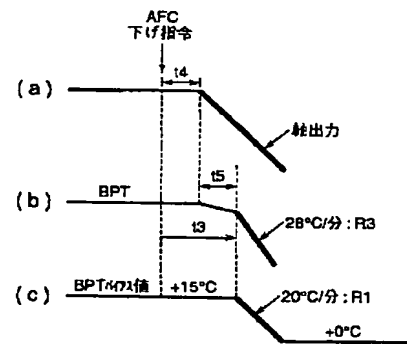 AFC
下げ指令
t4
(a)
軸出力
t5
(b)
BPT
t3
28°C/分:R3
(c)
BPTバイアス値
+15°C
20°C/分:R1
+0°C